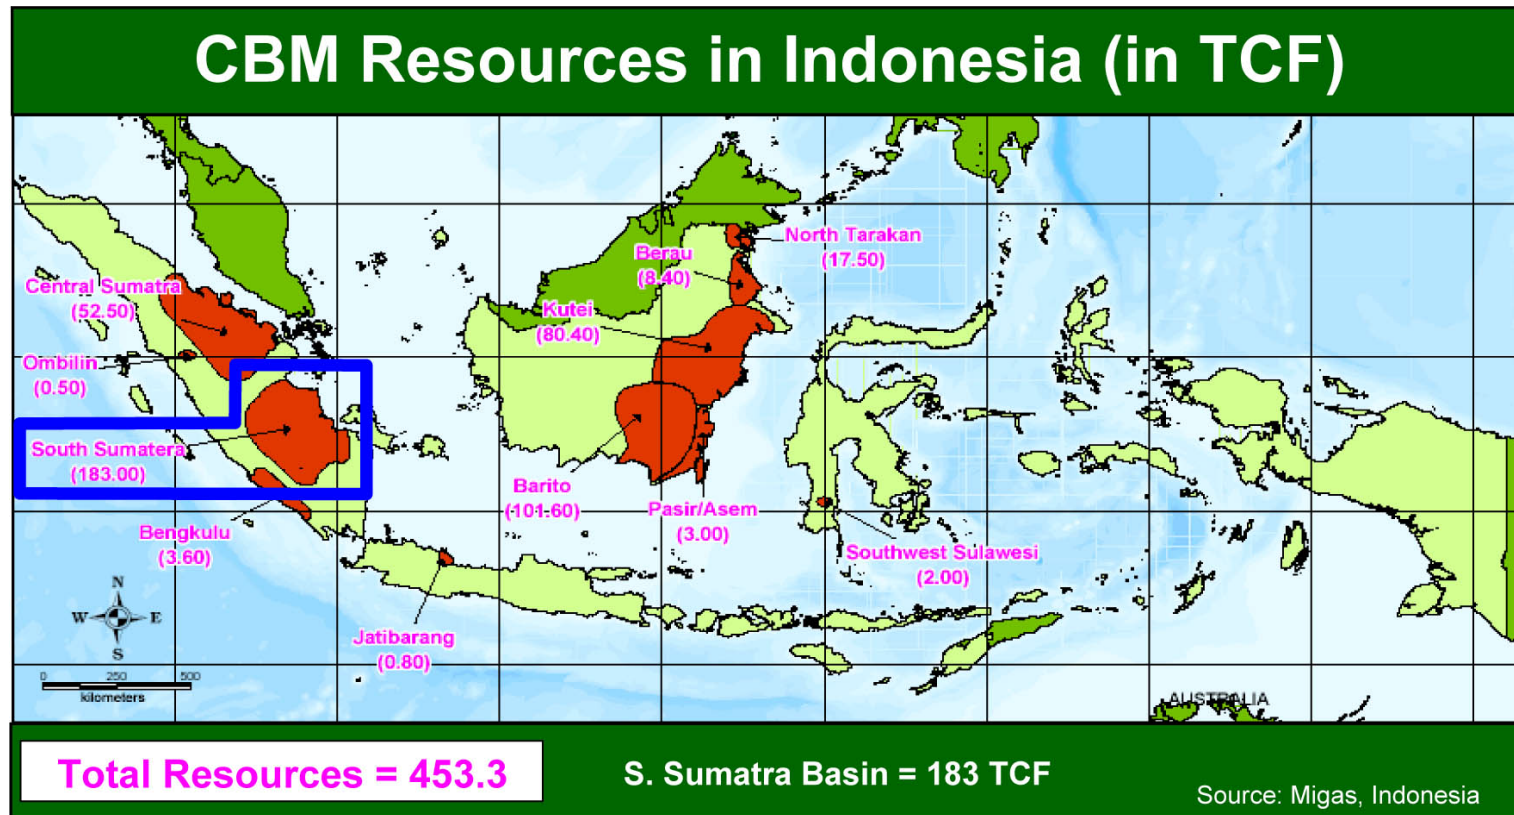 CBM Resources in Indonesia (in TCF)
North Tarakan
(17.50)
Berau
(8.40)
Central Sumatra
(52.50)
Kutei
(80.40)
Ombilin
(0.50)
South Sumatera
(183.00)
Barito
(101.60)
Pasir/Asem
(3.00)
Bengkulu
(3.60)
Southwest Sulawesi
(2.00)
Jatibarang
(0.80)
N
W E
S
0 250 500
kilometers
AUSTRALIA
Total Resources = 453.3
S. Sumatra Basin = 183 TCF
Source: Migas, Indonesia